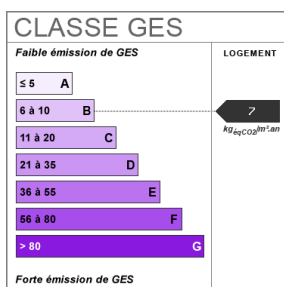 CLASSE GES
Faible émission de GES
LOGEMENT
≤ 5 A
6 à 10 B
7
kgéqCO2/m².an
11 à 20 C
21 à 35 D
36 à 55 E
56 à 80 F
> 80 G
Forte émission de GES